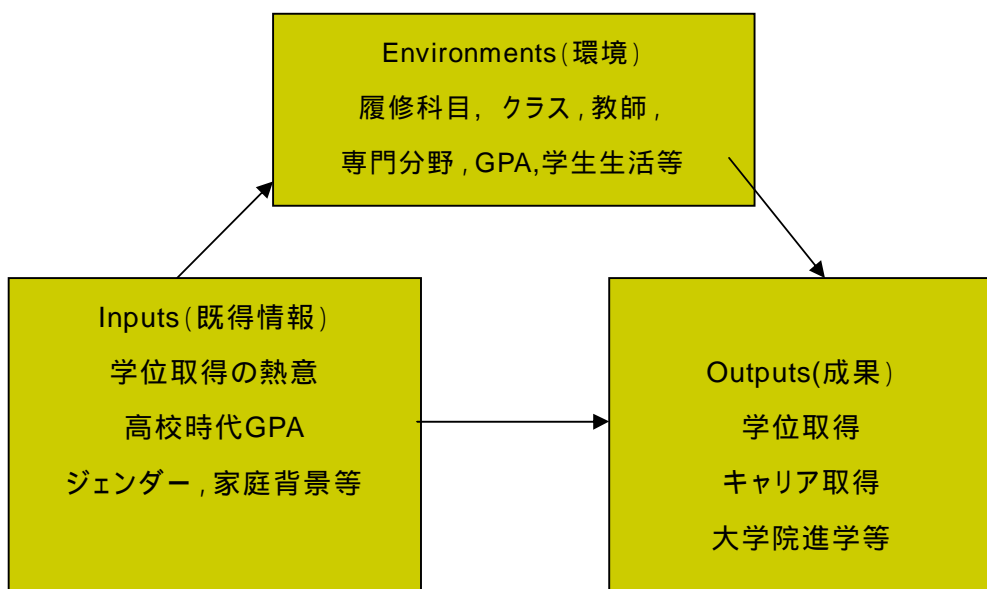 Environments(環境)
履修科目, クラス,教師,
専門分野,GPA,学生生活等
Inputs(既得情報)
学位取得の熱意
高校時代GPA
ジェンダー,家庭背景等
Outputs(成果)
学位取得
キャリア取得
大学院進学等